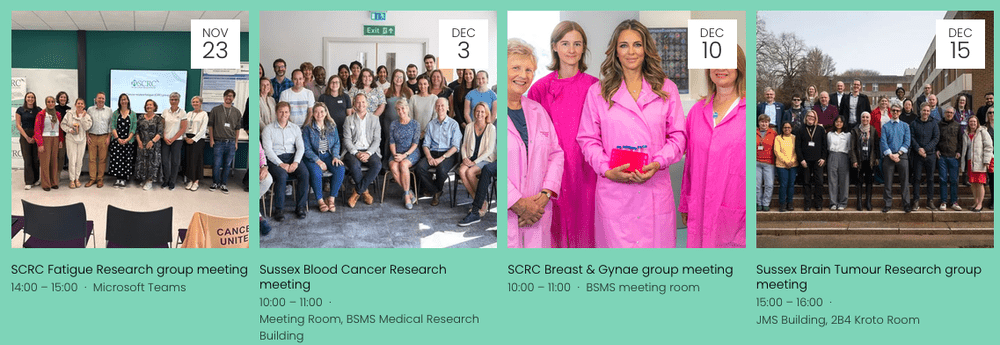 NOV
23
SCRC
CANCE
UNITE
SCRC Fatigue Research group meeting
14:00 – 15:00 · Microsoft Teams
Exit
DEC
3
Sussex Blood Cancer Research
meeting
10:00 – 11:00 ·
Meeting Room, BSMS Medical Research
Building
DEC
10
SCRC Breast & Gynae group meeting
10:00 – 11:00 · BSMS meeting room
DEC
15
Sussex Brain Tumour Research group
meeting
15:00 – 16:00 ·
JMS Building, 2B4 Kroto Room